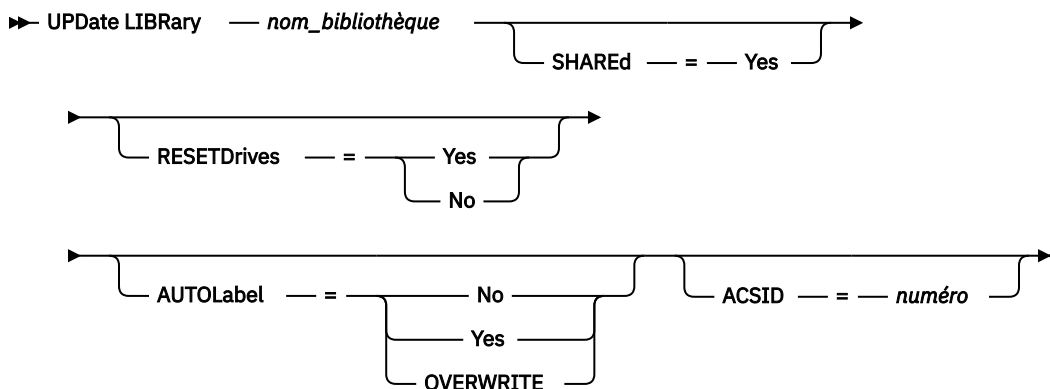 UPDate LIBRary — nom_bibliothèque
SHAREd — = — Yes
RESETDrives — = — Yes
No
AUTOLabel — = — No
Yes
OVERWRITE
ACSID — = — numéro